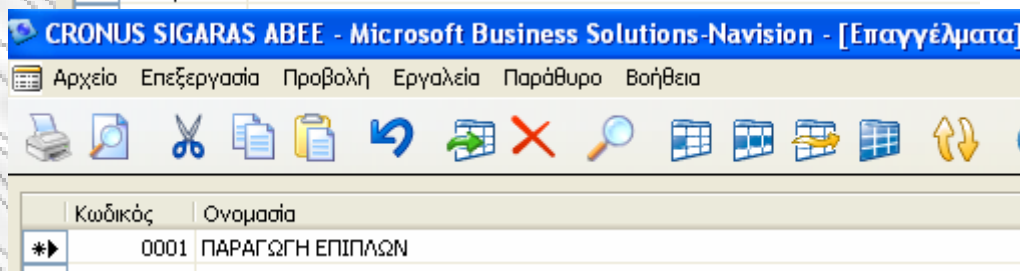 CRONUS SIGARAS ABEE - Microsoft Business Solutions-Navision - [Επαγγέλματα]
Αρχείο Επεξεργασία Προβολή Εργαλεία Παράθυρο Βοήθεια
Κωδικός Ονομασία
0001 ΠΑΡΑΓΩΓΗ ΕΠΙΠΛΩΝ